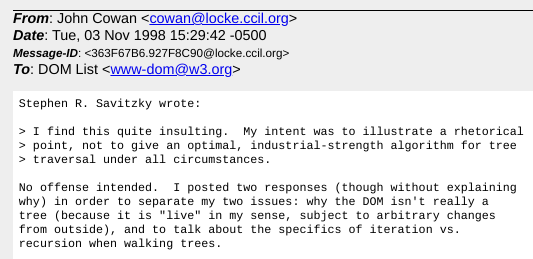 From: John Cowan <cowan@locke.ccil.org>
Date: Tue, 03 Nov 1998 15:29:42 -0500
Message-ID: <363F67B6.927F8C90@locke.ccil.org>
To: DOM List <www-dom@w3.org>
Stephen R. Savitzky wrote:
> I find this quite insulting.  My intent was to illustrate a rhetorical
> point, not to give an optimal, industrial-strength algorithm for tree
> traversal under all circumstances.
No offense intended.  I posted two responses (though without explaining
why) in order to separate my two issues: why the DOM isn't really a
tree (because it is "live" in my sense, subject to arbitrary changes
from outside), and to talk about the specifics of iteration vs.
recursion when walking trees.